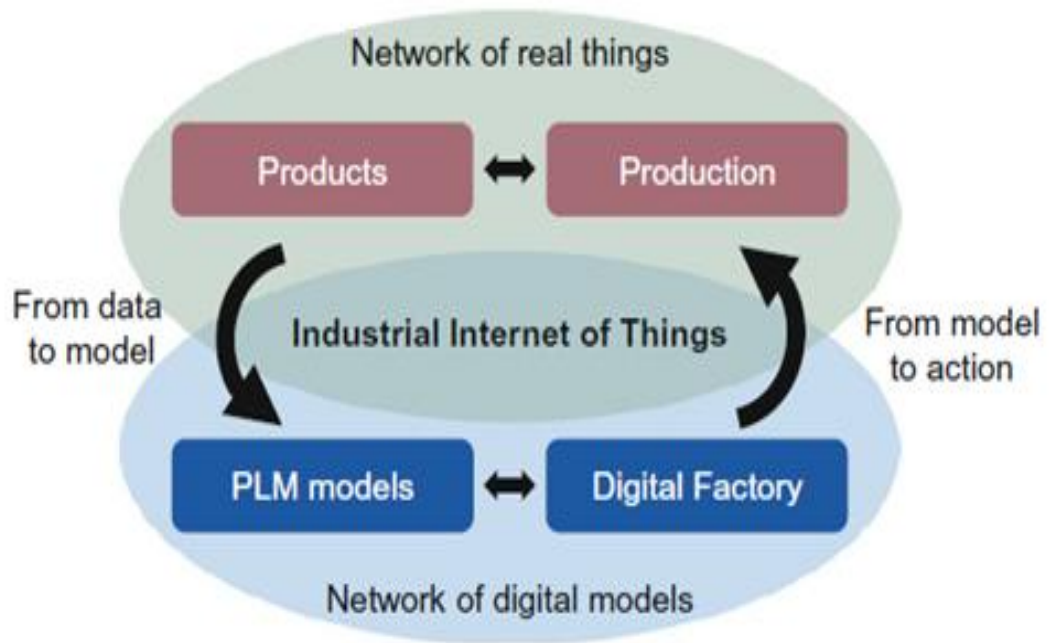 Network of real things
Products
Production
From data
to model
Industrial Internet of Things
From model
to action
PLM models
Digital Factory
Network of digital models